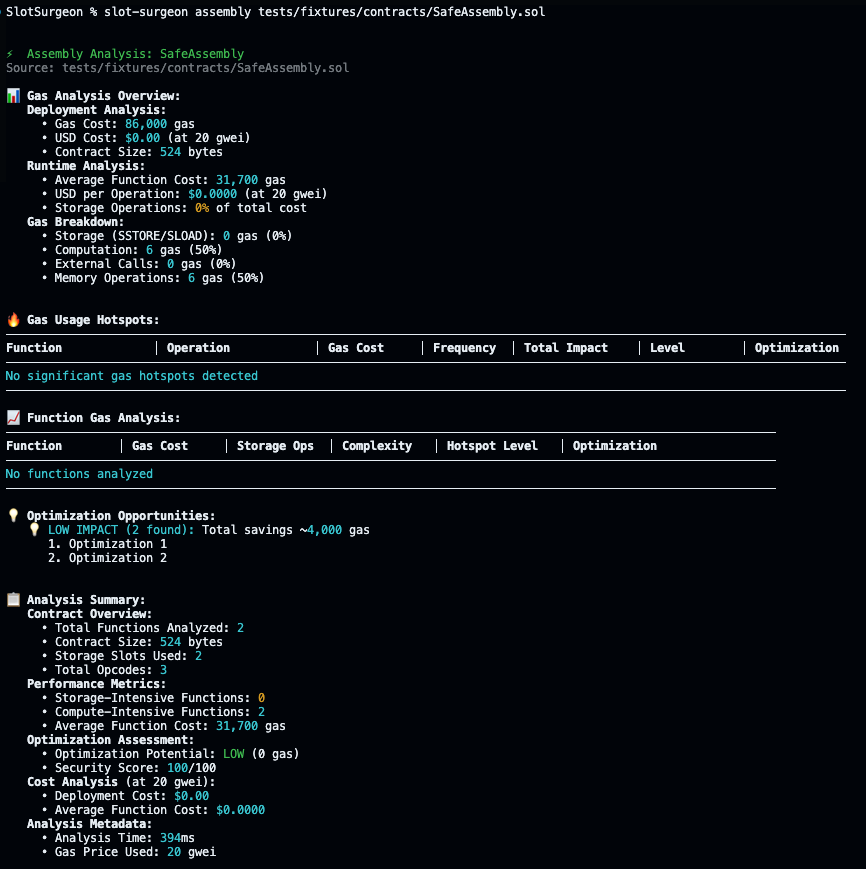 SlotSurgeon % slot-surgeon assembly tests/fixtures/contracts/SafeAssembly.sol
⚡ Assembly Analysis: SafeAssembly
Source: tests/fixtures/contracts/SafeAssembly.sol
📊 Gas Analysis Overview:
Deployment Analysis:
• Gas Cost: 86,000 gas
• USD Cost: $0.00 (at 20 gwei)
• Contract Size: 524 bytes
Runtime Analysis:
• Average Function Cost: 31,700 gas
• USD per Operation: $0.0000 (at 20 gwei)
• Storage Operations: 0% of total cost
Gas Breakdown:
• Storage (SSTORE/SLOAD): 0 gas (0%)
• Computation: 6 gas (50%)
• External Calls: 0 gas (0%)
• Memory Operations: 6 gas (50%)
🔥 Gas Usage Hotspots:
Function | Operation | Gas Cost | Frequency | Total Impact | Level | Optimization
No significant gas hotspots detected
📈 Function Gas Analysis:
Function | Gas Cost | Storage Ops | Complexity | Hotspot Level | Optimization
No functions analyzed
💡 Optimization Opportunities:
💡 LOW IMPACT (2 found): Total savings ~4,000 gas
1. Optimization 1
2. Optimization 2
📋 Analysis Summary:
Contract Overview:
• Total Functions Analyzed: 2
• Contract Size: 524 bytes
• Storage Slots Used: 2
• Total Opcodes: 3
Performance Metrics:
• Storage-Intensive Functions: 0
• Compute-Intensive Functions: 2
• Average Function Cost: 31,700 gas
Optimization Assessment:
• Optimization Potential: LOW (0 gas)
• Security Score: 100/100
Cost Analysis (at 20 gwei):
• Deployment Cost: $0.00
• Average Function Cost: $0.0000
Analysis Metadata:
• Analysis Time: 394ms
• Gas Price Used: 20 gwei